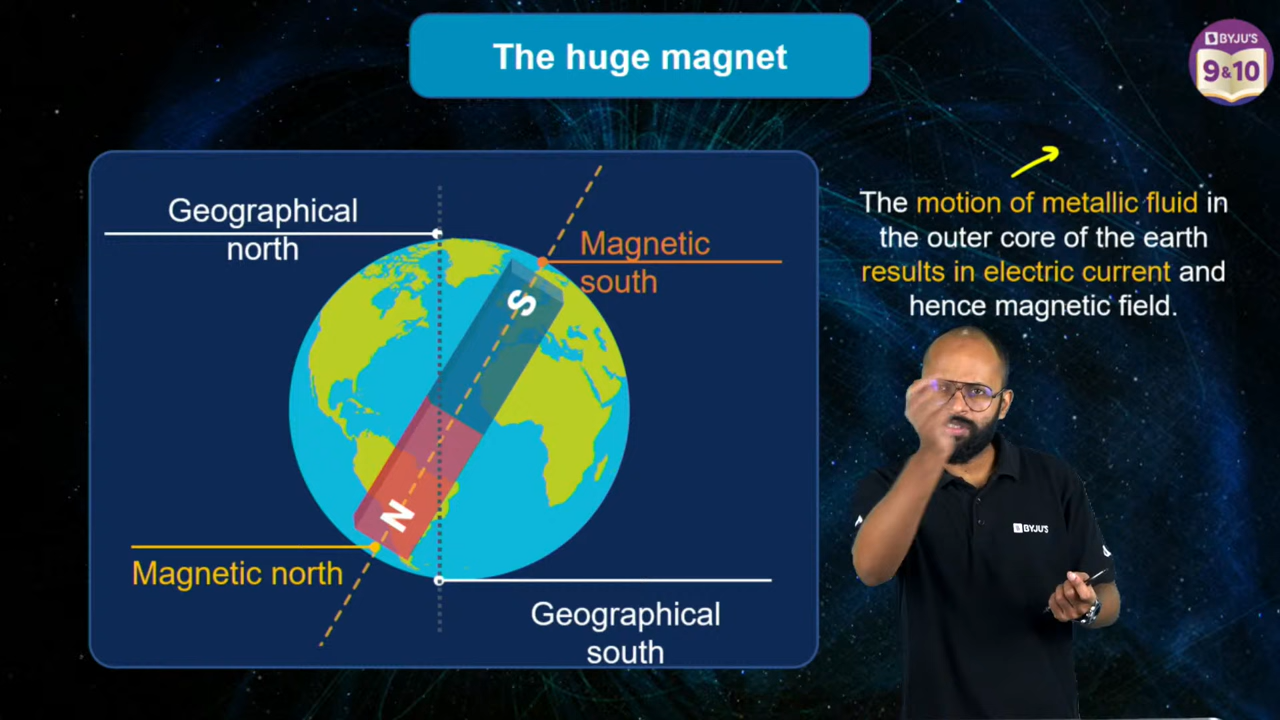 The huge magnet
BYJU'S
9&10
Geographical
north
Magnetic
south
S
N
Magnetic north
Geographical
south
The motion of metallic fluid in
the outer core of the earth
results in electric current and
hence magnetic field.
BYJU'S